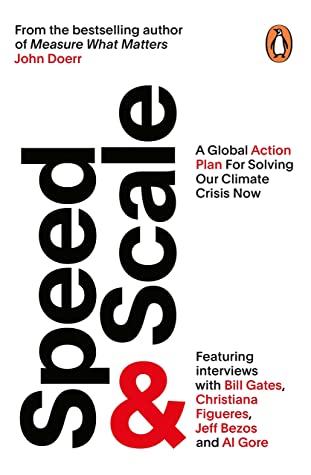 From the bestselling author
of Measure What Matters
John Doerr
Speed
& Scale
A Global Action
Plan For Solving
Our Climate
Crisis Now
Featuring
interviews
with Bill Gates,
Christiana
Figueres,
Jeff Bezos
and Al Gore